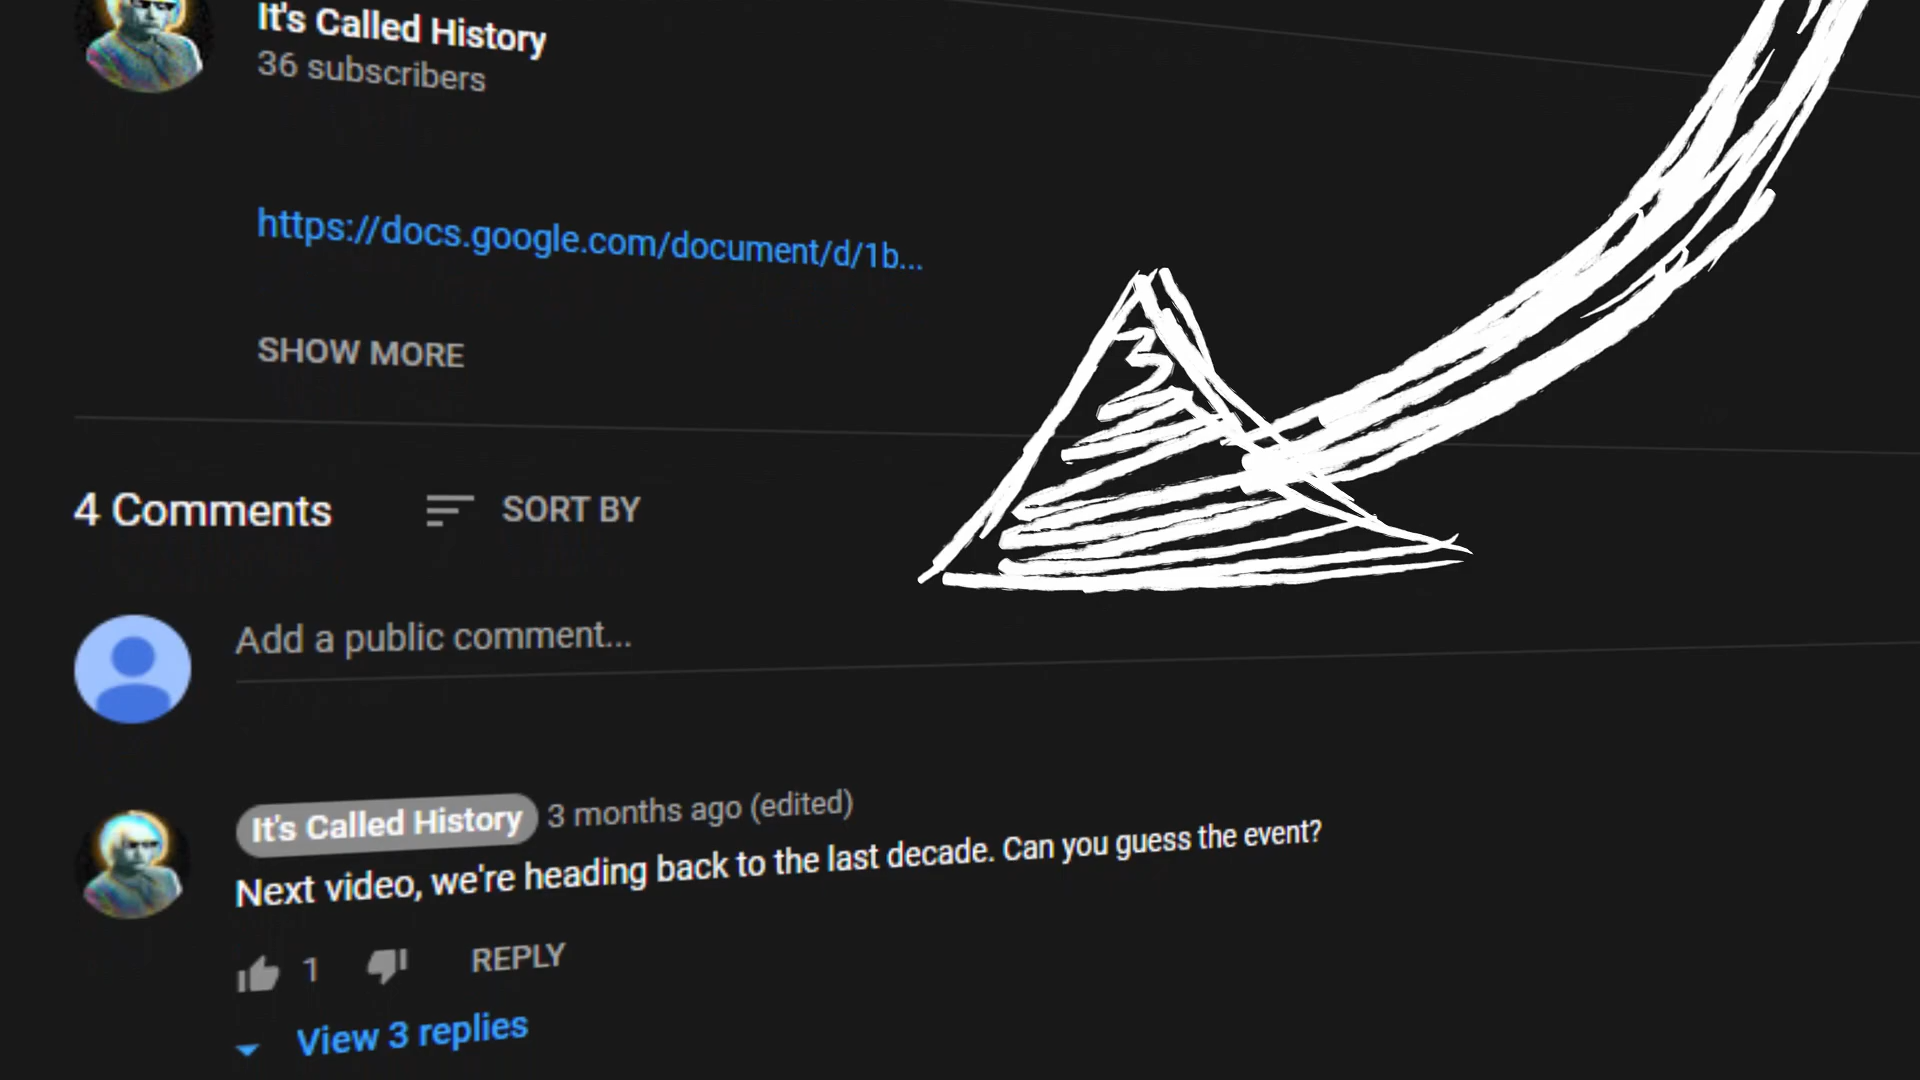 It's Called History
36 subscribers
https://docs.google.com/document/d/1b...
SHOW MORE
4 Comments
SORT BY
Add a public comment...
It's Called History 3 months ago (edited)
Next video, we're heading back to the last decade. Can you guess the event?
1
REPLY
View 3 replies